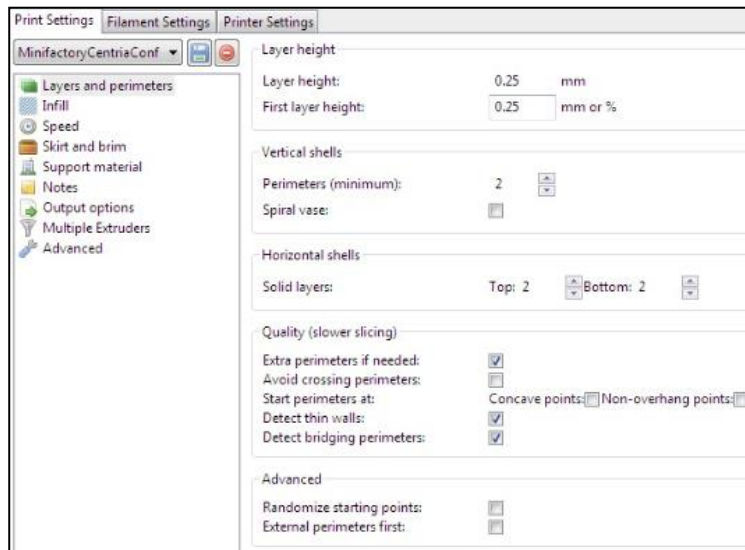 Print Settings Filament Settings Printer Settings
MinifactoryCentriaConf
Layers and perimeters
Infill
Speed
Skirt and brim
Support material
Notes
Output options
Multiple Extruders
Advanced
Layer height
Layer height: 0.25 mm
First layer height: 0.25 mm or %
Vertical shells
Perimeters (minimum): 2
Spiral vase:
Horizontal shells
Solid layers: Top: 2 Bottom: 2
Quality (slower slicing)
Extra perimeters if needed:
Avoid crossing perimeters:
Start perimeters at: Concave points: Non-overhang points:
Detect thin walls:
Detect bridging perimeters:
Advanced
Randomize starting points:
External perimeters first: